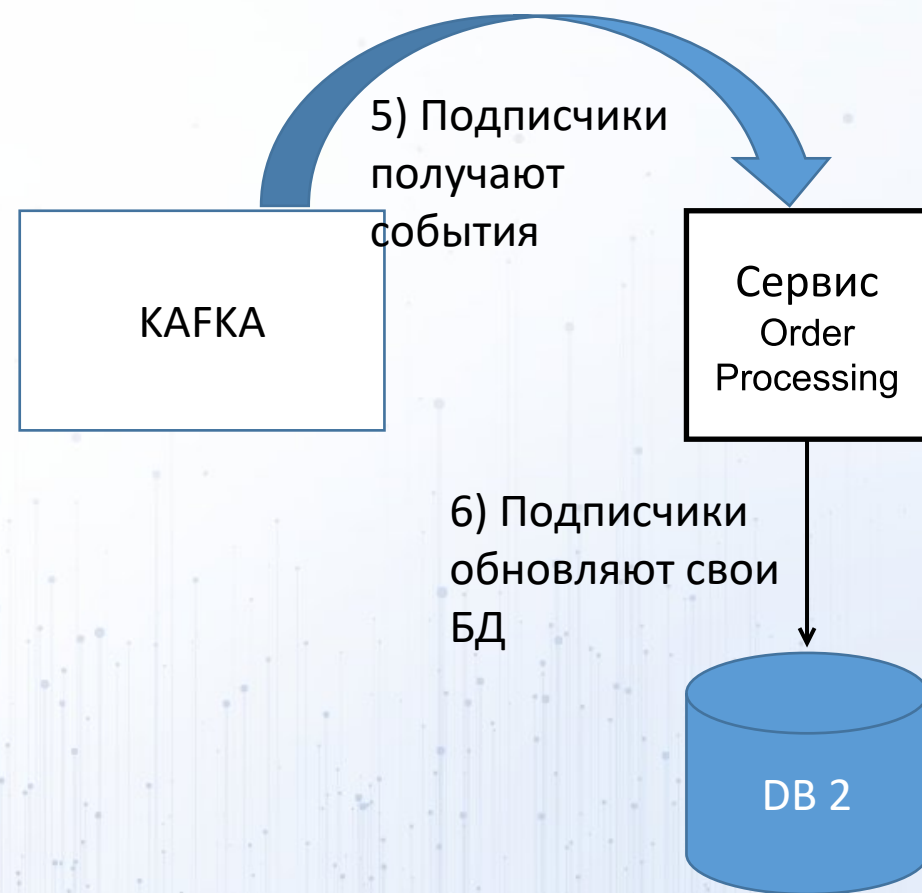 5) Подписчики
получают
события
KAFKA
Сервис
Order
Processing
6) Подписчики
обновляют свои
БД
DB 2